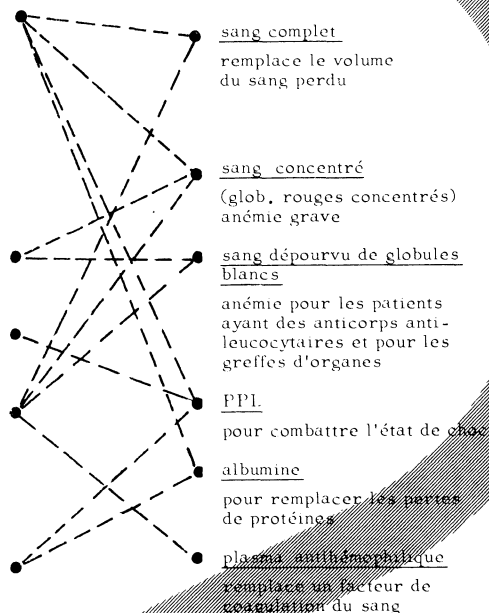 sang complet
remplace le volume
du sang perdu
sang concentré
(glob. rouges concentrés)
anémie grave
sang dépourvu de globules
blancs
anémie pour les patients
ayant des anticorps anti-
leucocytaires et pour les
greffes d'organes
PPL
pour combattre l'état de choc
albumine
pour remplacer les pertes
de protéines
plasma antihémophilique
remplace un facteur de
coagulation du sang